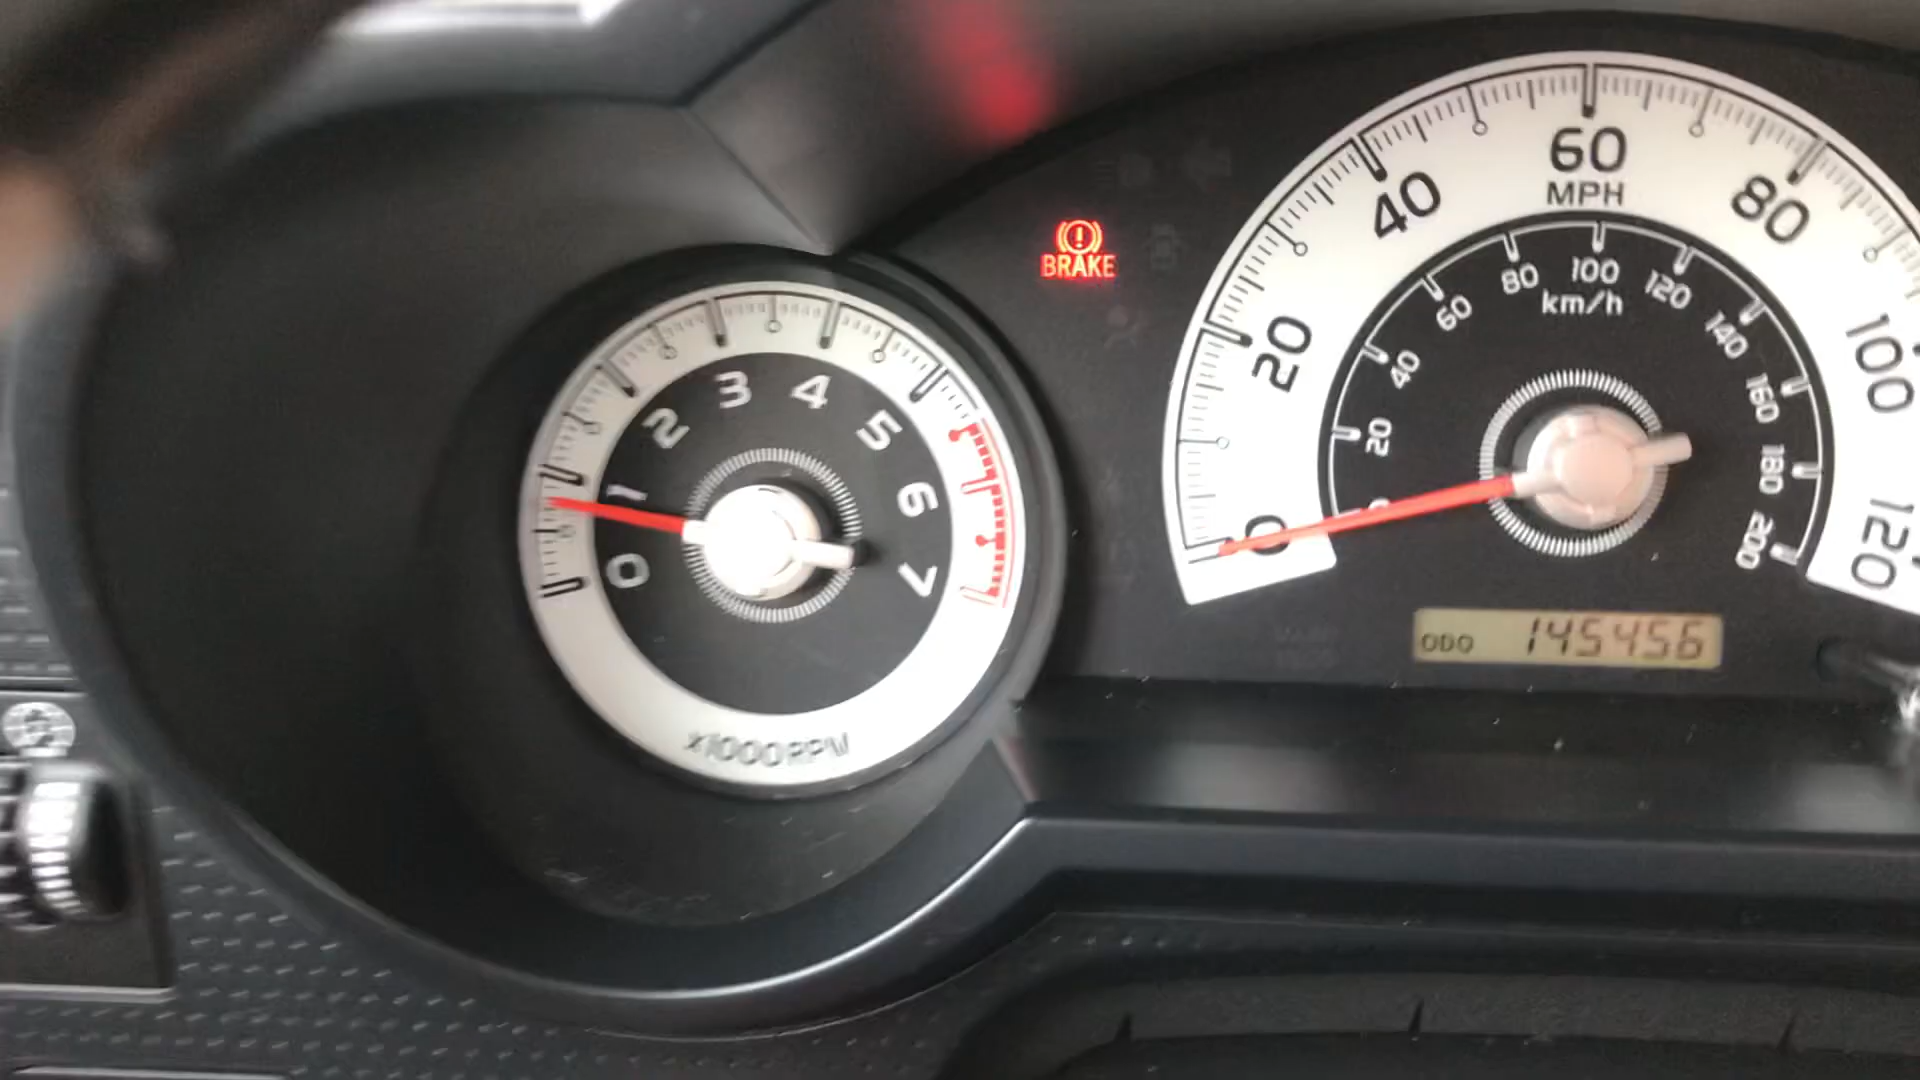 BRAKE
0 1 2 3 4 5 6 7
x1000RPM
0 20 40 60 80 100 120
MPH
20 40 60 80 100 120 140 160 180 200
km/h
ODO 145456